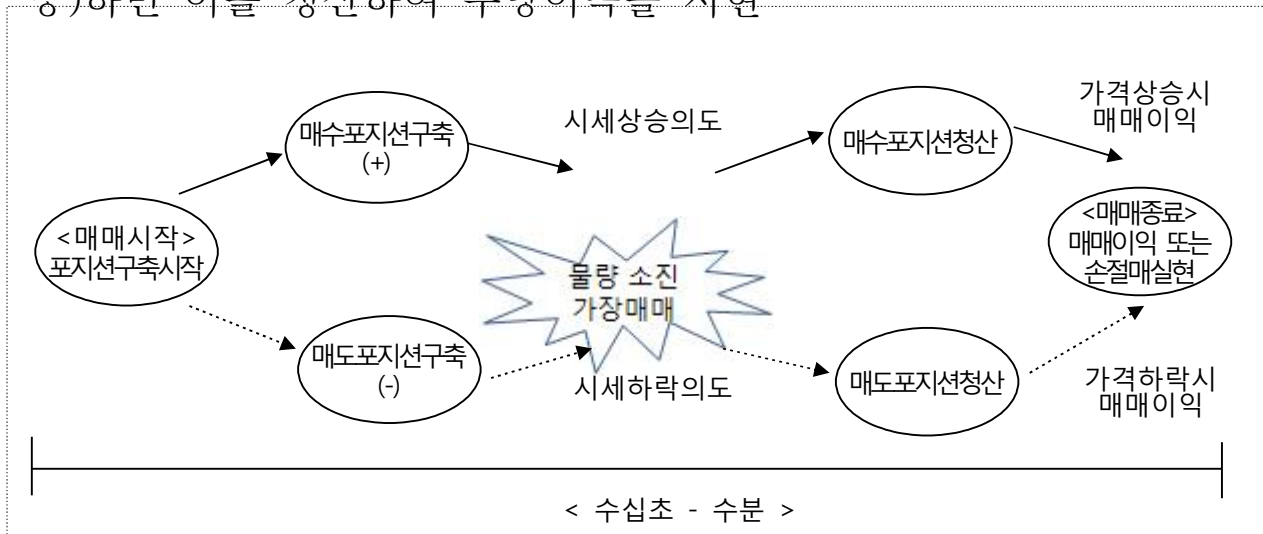 매수포지션구축
(+)
시세상승의도
매수포지션청산
가격상승시
매매이익
<매매시작>
포지션구축시작
물량 소진
가장매매
<매매종료>
매매이익 또는
손절매실현
매도포지션구축
(-)
시세하락의도
매도포지션청산
가격하락시
매매이익
< 수십초 - 수분 >